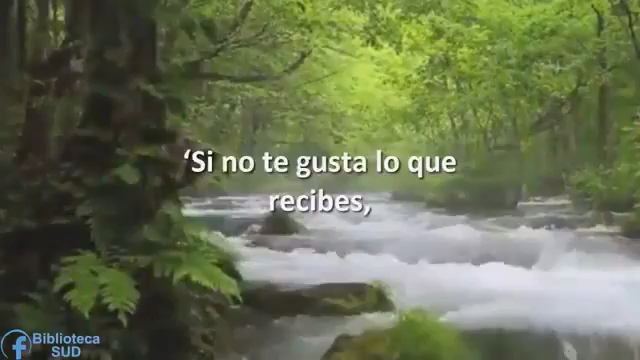 ‘Si no te gusta lo que
recibes,
Biblioteca
SUD